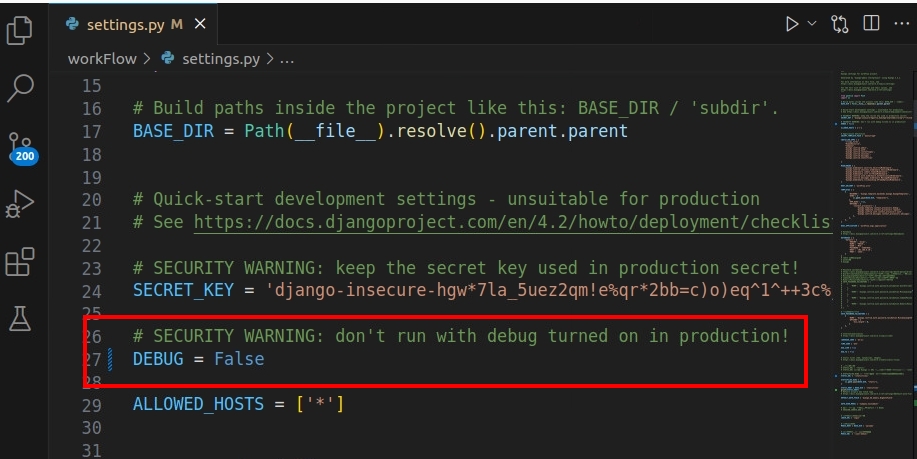 settings.py M
workFlow > settings.py > ...
15
16 # Build paths inside the project like this: BASE_DIR / 'subdir'.
17 BASE_DIR = Path(__file__).resolve().parent.parent
18
19
20 # Quick-start development settings - unsuitable for production
21 # See https://docs.djangoproject.com/en/4.2/howto/deployment/checklis
22
23 # SECURITY WARNING: keep the secret key used in production secret!
24 SECRET_KEY = 'django-insecure-hgw*7la_5uez2qm!e%qr*2bb=c)o)eq^1^++3c%
25
26 # SECURITY WARNING: don't run with debug turned on in production!
27 DEBUG = False
28
29 ALLOWED_HOSTS = ['*']
30
31
200